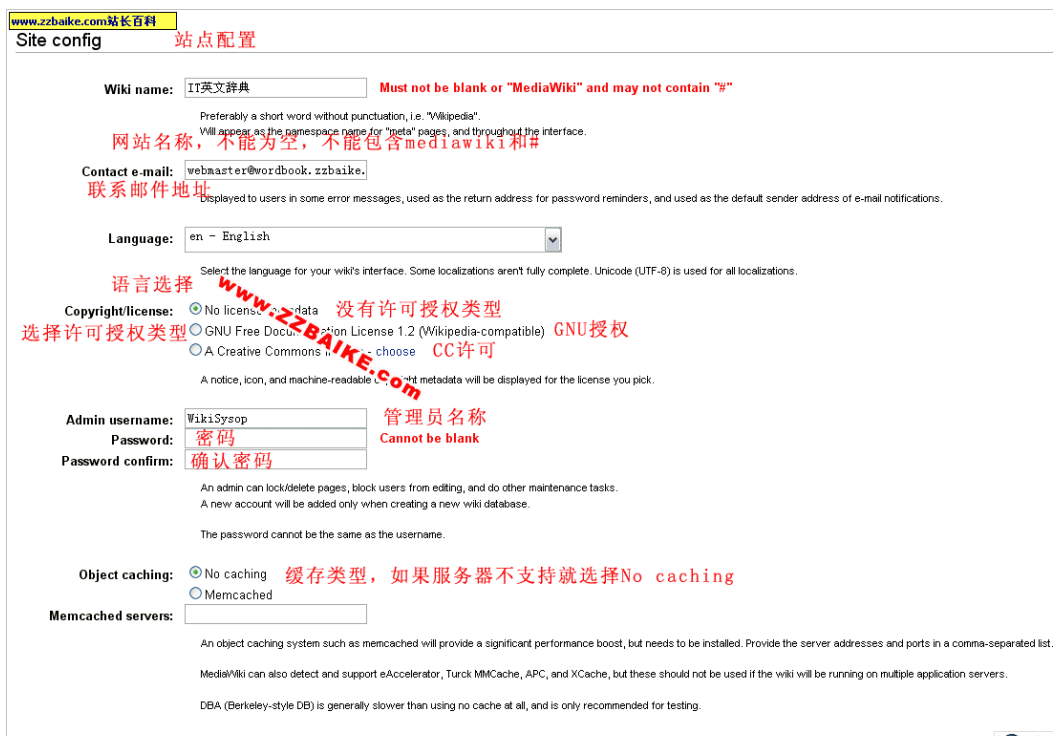 www.zzbaike.com站长百科
Site config 站点配置
Wiki name: IT英文辞典 Must not be blank or "MediaWiki" and may not contain "#"
Preferably a short word without punctuation, i.e. "Wikipedia".
Will appear as the namespace name for "meta" pages, and throughout the interface.
网站名称，不能为空，不能包含mediawiki和#
Contact e-mail: webmaster@wordbook.zzbaike.
联系邮件地址
Displayed to users in some error messages, used as the return address for password reminders, and used as the default sender address of e-mail notifications.
Language: en - English
Select the language for your wiki's interface. Some localizations aren't fully complete. Unicode (UTF-8) is used for all localizations.
语言选择
www.ZZBAIKE.com
Copyright/license: No license metadata 没有许可授权类型
选择许可授权类型 GNU Free Documentation License 1.2 (Wikipedia-compatible) GNU授权
A Creative Commons license - choose CC许可
A notice, icon, and machine-readable copyright metadata will be displayed for the license you pick.
Admin username: WikiSysop 管理员名称
Password: 密码 Cannot be blank
Password confirm: 确认密码
An admin can lock/delete pages, block users from editing, and do other maintenance tasks.
A new account will be added only when creating a new wiki database.
The password cannot be the same as the username.
Object caching: No caching 缓存类型，如果服务器不支持就选择No caching
Memcached
Memcached servers:
An object caching system such as memcached will provide a significant performance boost, but needs to be installed. Provide the server addresses and ports in a comma-separated list.
MediaWiki can also detect and support eAccelerator, Turck MMCache, APC, and XCache, but these should not be used if the wiki will be running on multiple application servers.
DBA (Berkeley-style DB) is generally slower than using no cache at all, and is only recommended for testing.